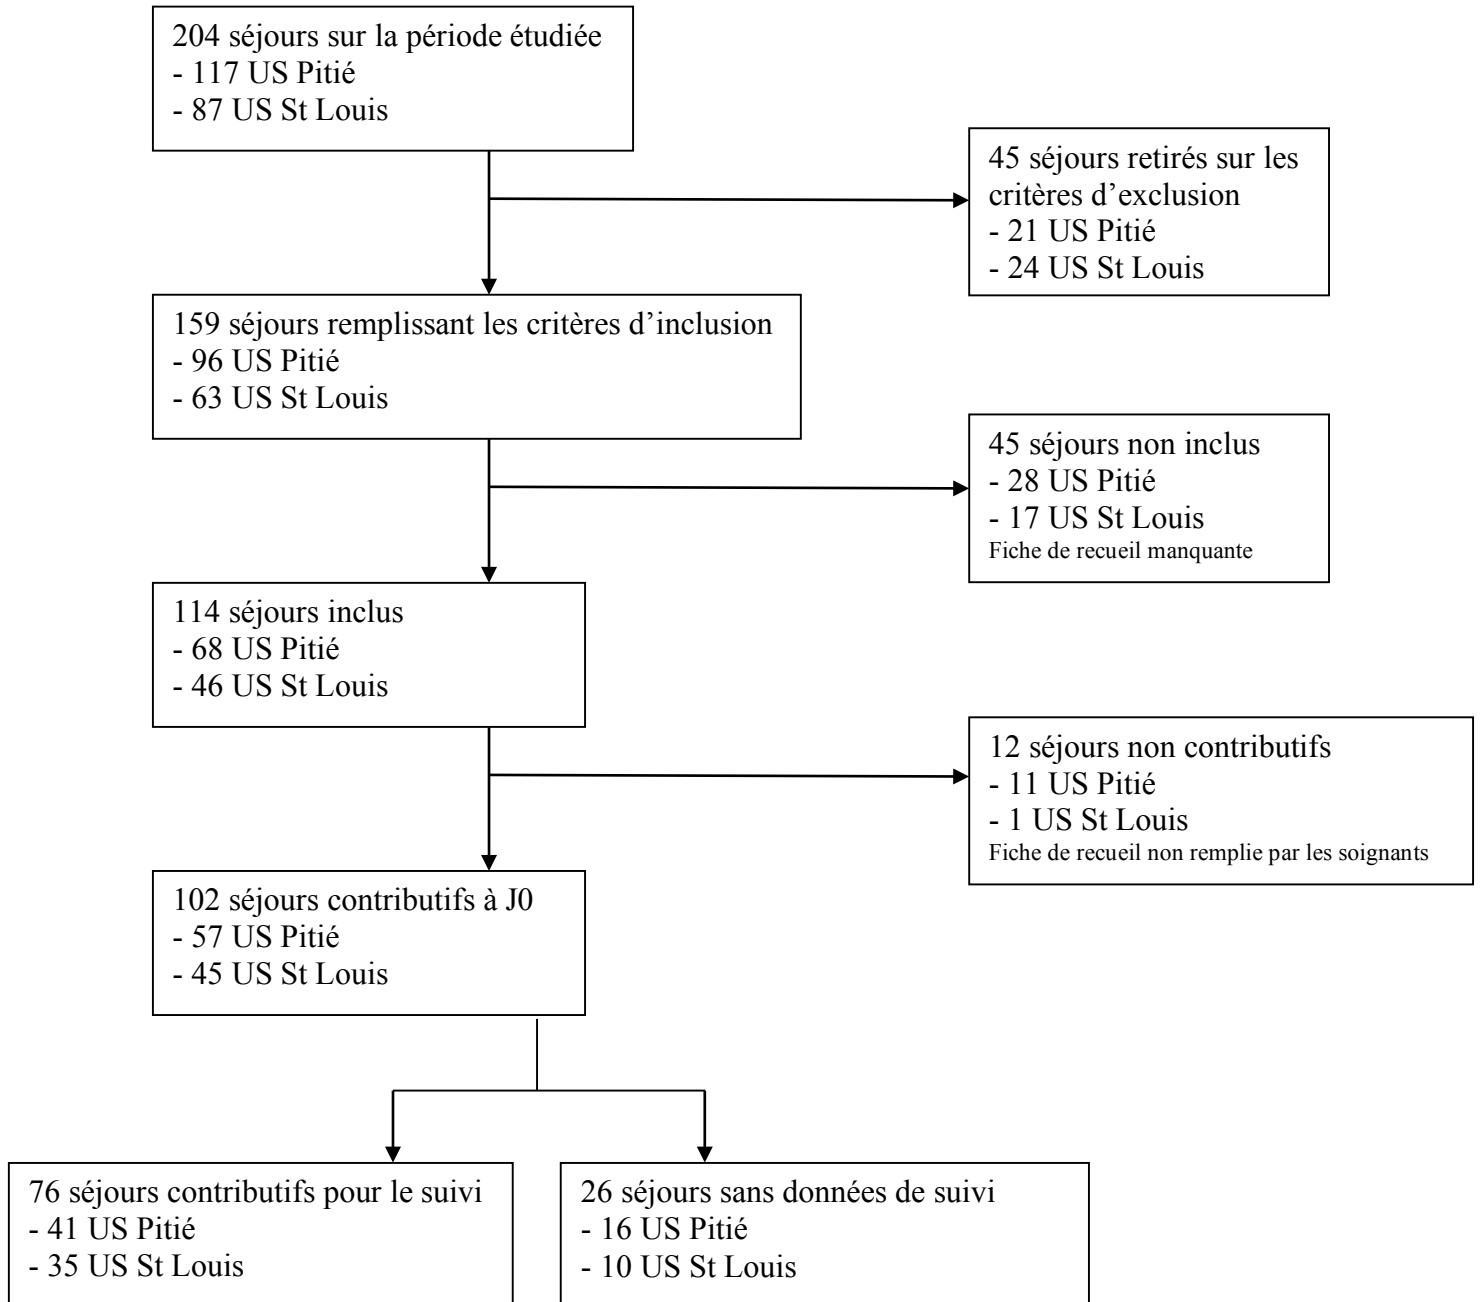 204 séjours sur la période étudiée
- 117 US Pitié
- 87 US St Louis
45 séjours retirés sur les
critères d’exclusion
- 21 US Pitié
- 24 US St Louis
159 séjours remplissant les critères d’inclusion
- 96 US Pitié
- 63 US St Louis
45 séjours non inclus
- 28 US Pitié
- 17 US St Louis
Fiche de recueil manquante
114 séjours inclus
- 68 US Pitié
- 46 US St Louis
12 séjours non contributifs
- 11 US Pitié
- 1 US St Louis
Fiche de recueil non remplie par les soignants
102 séjours contributifs à J0
- 57 US Pitié
- 45 US St Louis
76 séjours contributifs pour le suivi
- 41 US Pitié
- 35 US St Louis
26 séjours sans données de suivi
- 16 US Pitié
- 10 US St Louis